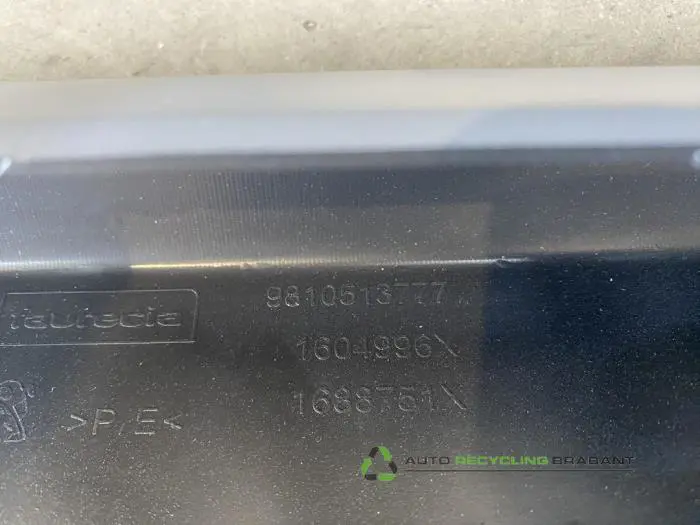 9810513777
faurecia
1604996X
1688751X
>P/E<
AUTO RECYCLING BRABANT